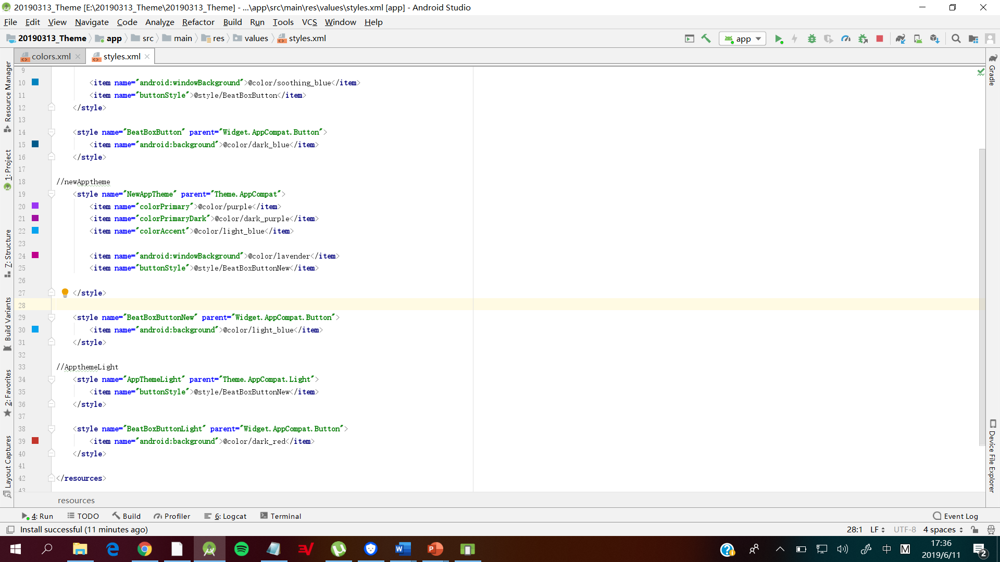 20190313_Theme [E:\20190313_Theme\20190313_Theme] - ...\app\src\main\res\values\styles.xml [app] - Android Studio
File Edit View Navigate Code Analyze Refactor Build Run Tools VCS Window Help
20190313_Theme app src main res values styles.xml app
colors.xml styles.xml
9
10 <item name="android:windowBackground">@color/soothing_blue</item>
11 <item name="buttonStyle">@style/BeatBoxButton</item>
12 </style>
13
14 <style name="BeatBoxButton" parent="Widget.AppCompat.Button">
15 <item name="android:background">@color/dark_blue</item>
16 </style>
17
18 //newApptheme
19 <style name="NewAppTheme" parent="Theme.AppCompat">
20 <item name="colorPrimary">@color/purple</item>
21 <item name="colorPrimaryDark">@color/dark_purple</item>
22 <item name="colorAccent">@color/light_blue</item>
23
24 <item name="android:windowBackground">@color/lavender</item>
25 <item name="buttonStyle">@style/BeatBoxButtonNew</item>
26
27 </style>
28
29 <style name="BeatBoxButtonNew" parent="Widget.AppCompat.Button">
30 <item name="android:background">@color/light_blue</item>
31 </style>
32
33 //AppthemeLight
34 <style name="AppThemeLight" parent="Theme.AppCompat.Light">
35 <item name="buttonStyle">@style/BeatBoxButtonNew</item>
36 </style>
37
38 <style name="BeatBoxButtonLight" parent="Widget.AppCompat.Button">
39 <item name="android:background">@color/dark_red</item>
40 </style>
41
42 </resources>
43
Resource Manager
1: Project
7: Structure
Build Variants
2: Favorites
Layout Captures
Gradle
Device File Explorer
resources
4: Run TODO Build Profiler 6: Logcat Terminal Event Log
Install successful (11 minutes ago) 28:1 LF UTF-8 4 spaces
中 M 17:36
2019/6/11 2